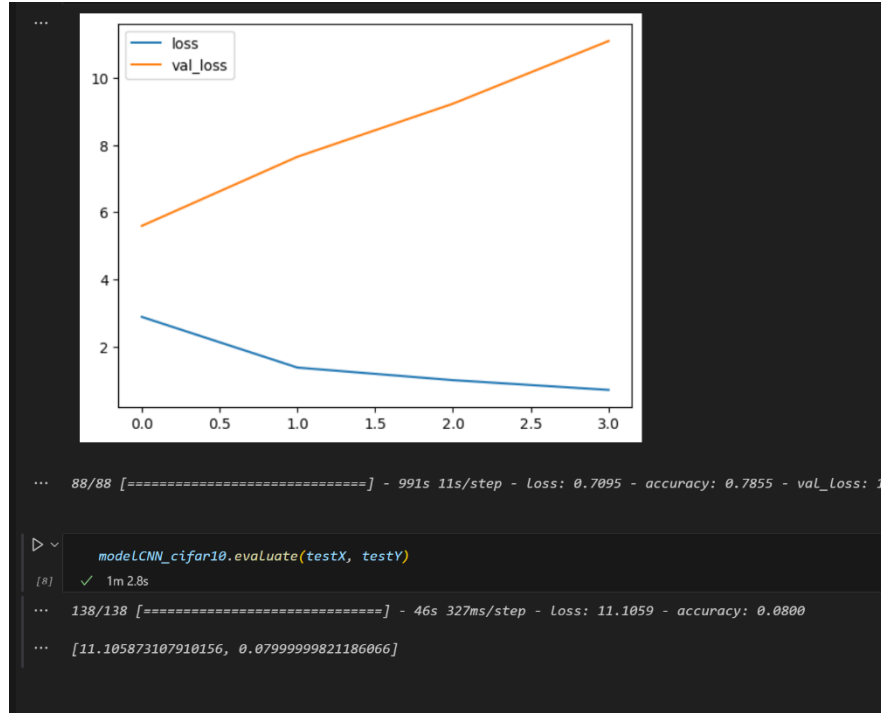 ...
loss
val_loss
10
8
6
4
2
0.0 0.5 1.0 1.5 2.0 2.5 3.0
... 88/88 [==============================] - 991s 11s/step - loss: 0.7095 - accuracy: 0.7855 - val_loss:
modelCNN_cifar10.evaluate(testX, testY)
[8] ✓ 1m 2.8s
... 138/138 [==============================] - 46s 327ms/step - loss: 11.1059 - accuracy: 0.0800
... [11.105873107910156, 0.07999999821186066]